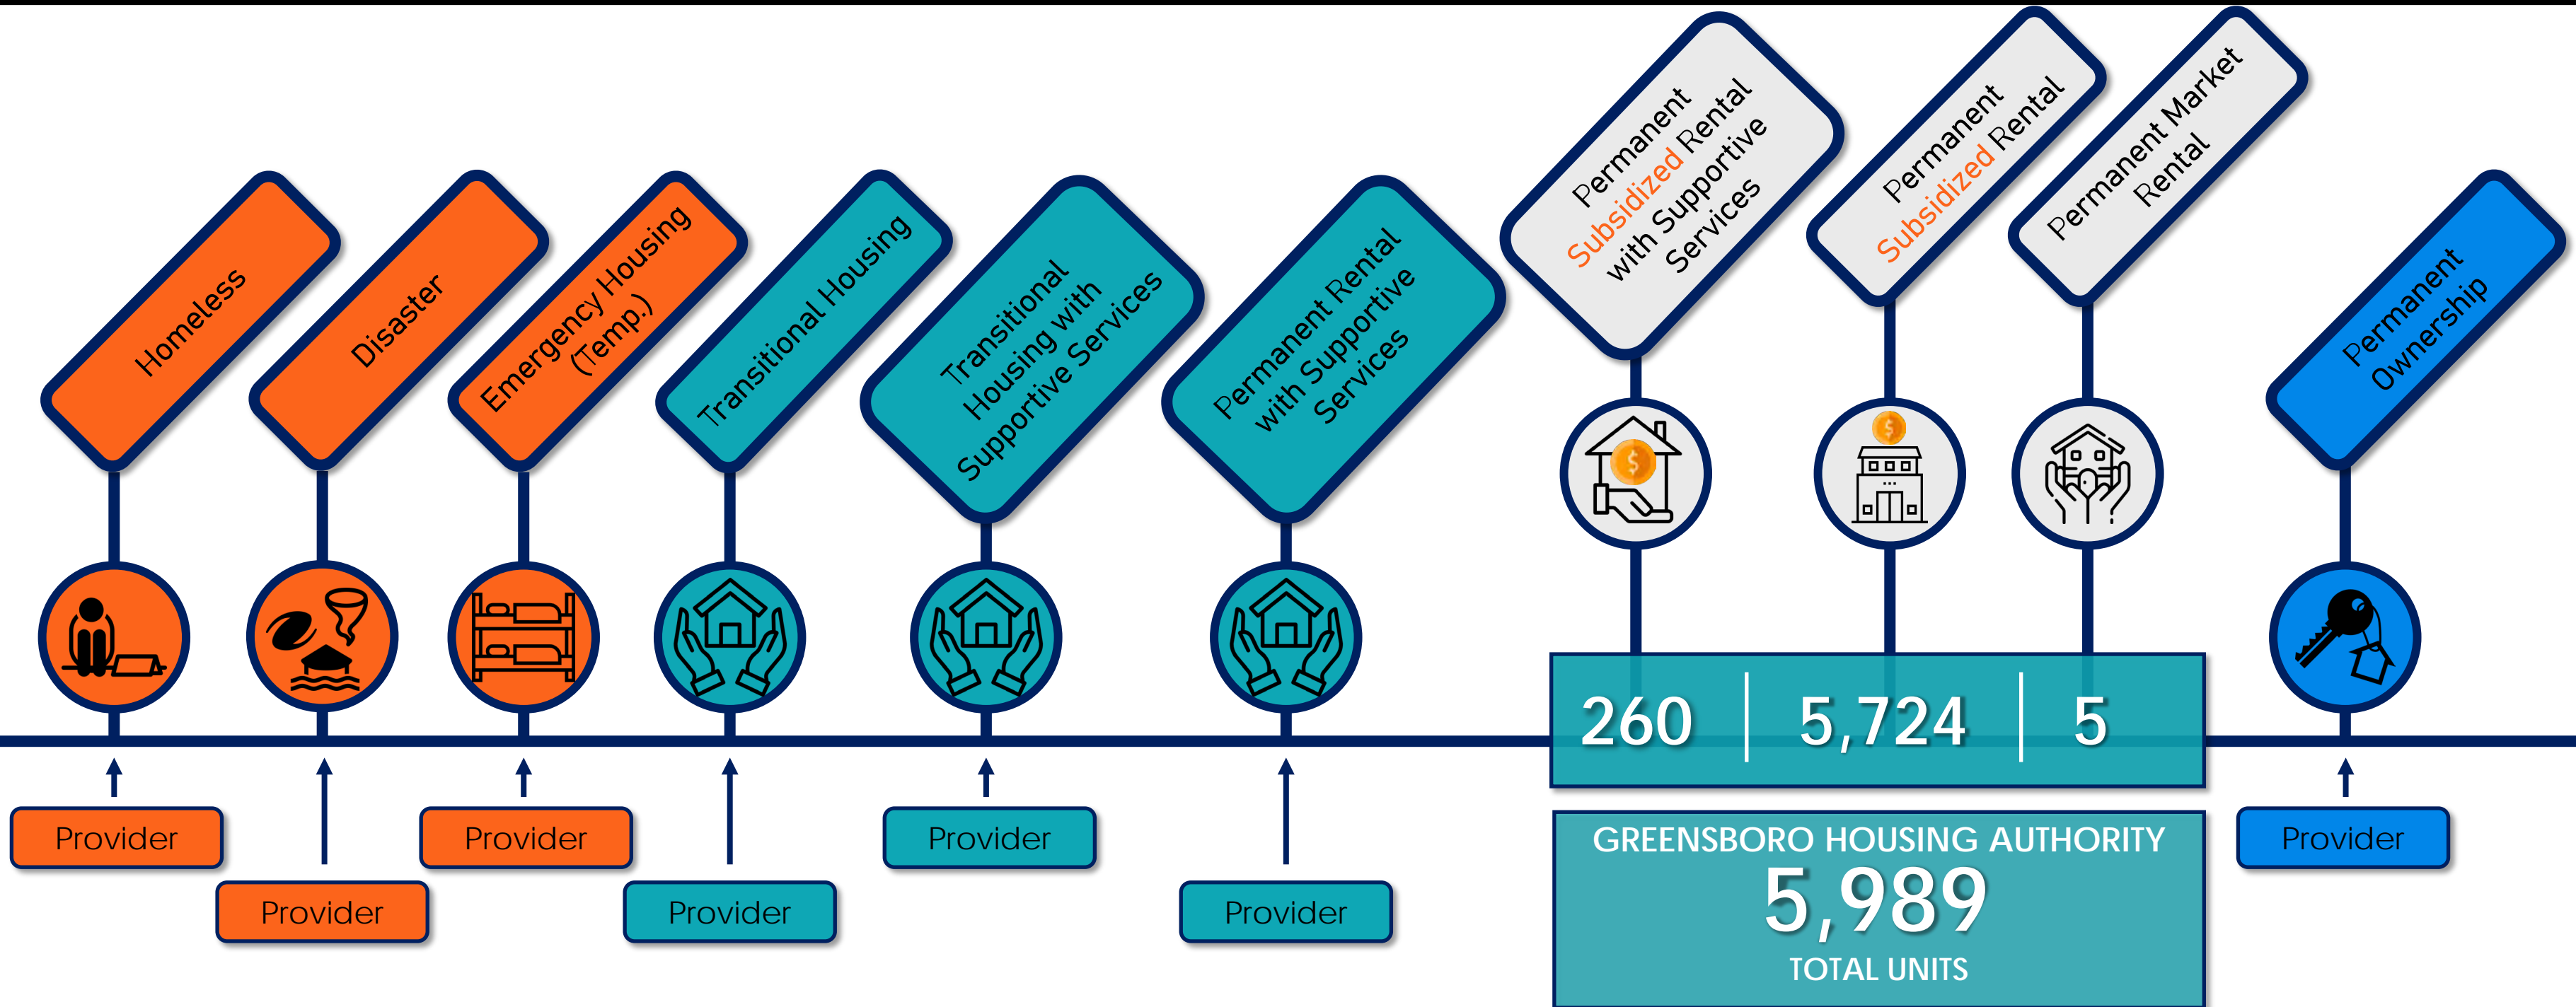 Homeless
Disaster
Emergency Housing
(Temp.)
Transitional Housing
Transitional
Housing with
Supportive Services
Permanent Rental
with Supportive
Services
Permanent
Subsidized Rental
with Supportive
Services
Permanent
Subsidized Rental
Permanent Market
Rental
Permanent
Ownership
260
5,724
5
Provider
Provider
Provider
Provider
Provider
Provider
GREENSBORO HOUSING AUTHORITY
5,989
TOTAL UNITS
Provider